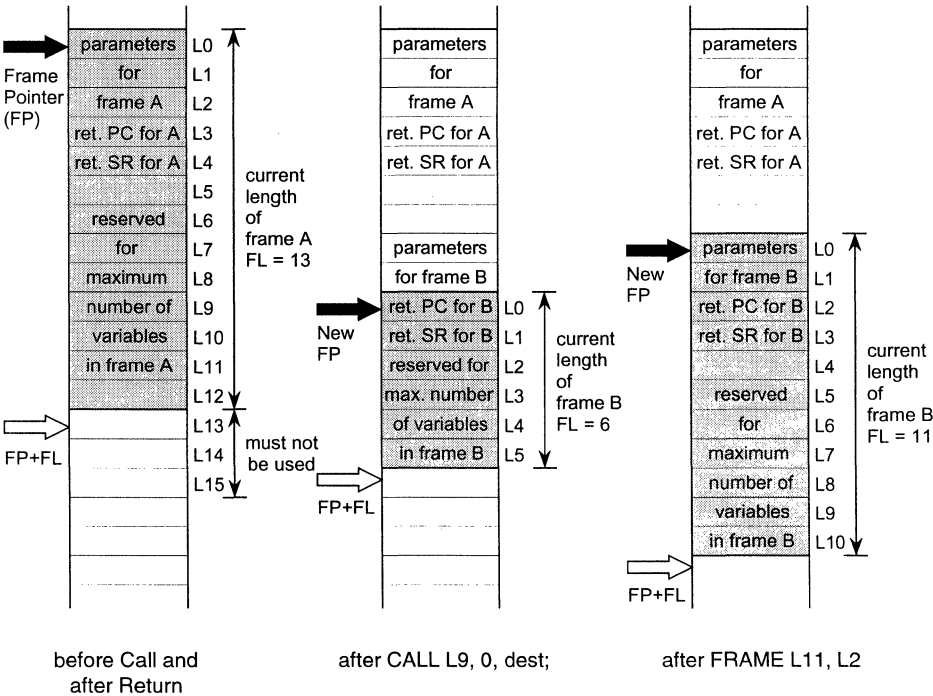 parameters L0
for L1
frame A L2
ret. PC for A L3
ret. SR for A L4
L5
reserved L6
for L7
maximum L8
number of L9
variables L10
in frame A L11
L12
L13
L14
L15
Frame
Pointer
(FP)
current
length
of
frame A
FL = 13
FP+FL
must not
be used
before Call and
after Return
parameters
for
frame A
ret. PC for A
ret. SR for A
parameters
for frame B
ret. PC for B L0
ret. SR for B L1
reserved for L2
max. number L3
of variables L4
in frame B L5
New
FP
current
length
of
frame B
FL = 6
FP+FL
after CALL L9, 0, dest;
parameters
for
frame A
ret. PC for A
ret. SR for A
parameters L0
for frame B L1
ret. PC for B L2
ret. SR for B L3
L4
reserved L5
for L6
maximum L7
number of L8
variables L9
in frame B L10
New
FP
current
length
of
frame B
FL = 11
FP+FL
after FRAME L11, L2